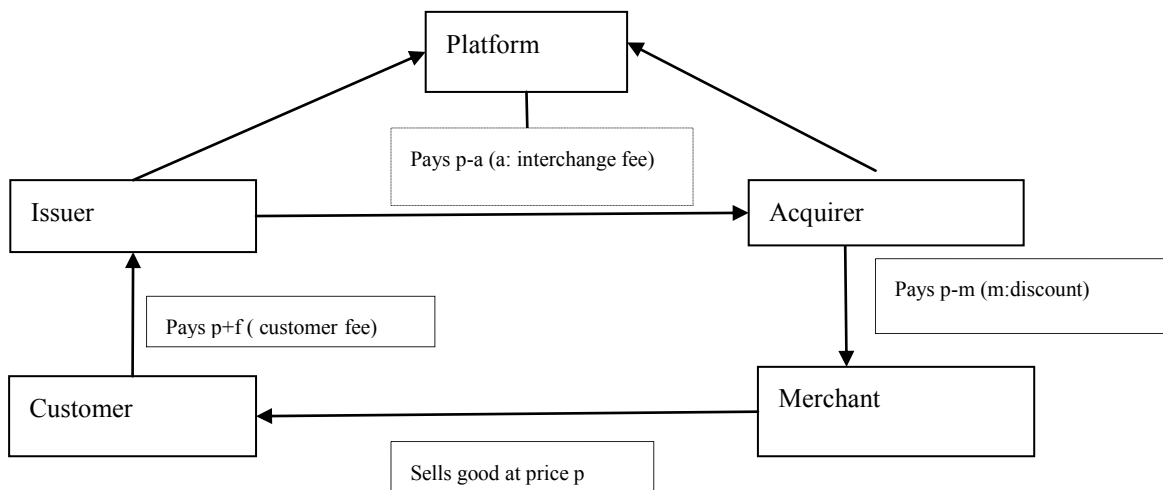 Platform
Pays p-a (a: interchange fee)
Issuer
Acquirer
Pays p-m (m:discount)
Pays p+f ( customer fee)
Customer
Merchant
Sells good at price p